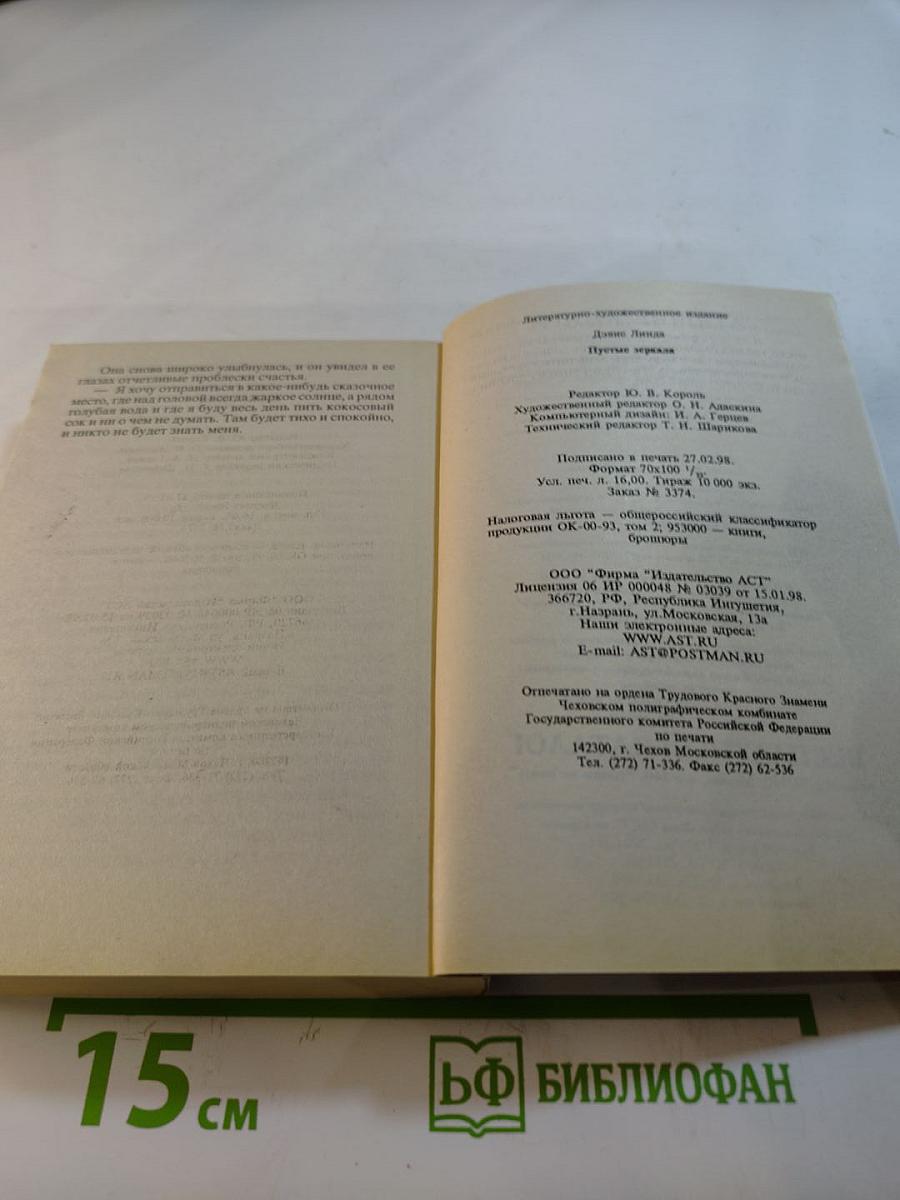 Она снова широко улыбнулась, и он увидел в ее
глазах отчетливые проблески счастья.
— Я хочу отправиться в какое-нибудь сказочное
место, где над головой всегда жаркое солнце, а рядом
голубая вода и где я буду весь день пить кокосовый
сок и ни о чем не думать. Там будет тихо и спокойно,
и никто не будет знать меня.
Литературно-художественное издание
Дэвис Линда
Пустые зеркала
Редактор Ю. В. Король
Художественный редактор О. Н. Адаскина
Компьютерный дизайн: И. А. Герцев
Технический редактор Т. Н. Шарикова
Подписано в печать 27.02.98.
Формат 70x100 1/32.
Усл. печ. л. 16,00. Тираж 10 000 экз.
Заказ № 3374.
Налоговая льгота — общероссийский классификатор
продукции ОК-00-93, том 2; 953000 — книги,
брошюры
ООО "Фирма "Издательство АСТ"
Лицензия 06 ИР 000048 № 03039 от 15.01.98.
366720, РФ, Республика Ингушетия,
г.Назрань, ул.Московская, 13а
Наши электронные адреса:
WWW.AST.RU
E-mail: AST@POSTMAN.RU
Отпечатано на ордена Трудового Красного Знамени
Чеховском полиграфическом комбинате
Государственного комитета Российской Федерации
по печати
142300, г. Чехов Московской области
Тел. (272) 71-336. Факс (272) 62-536
15 см
БФ БИБЛИОФАН